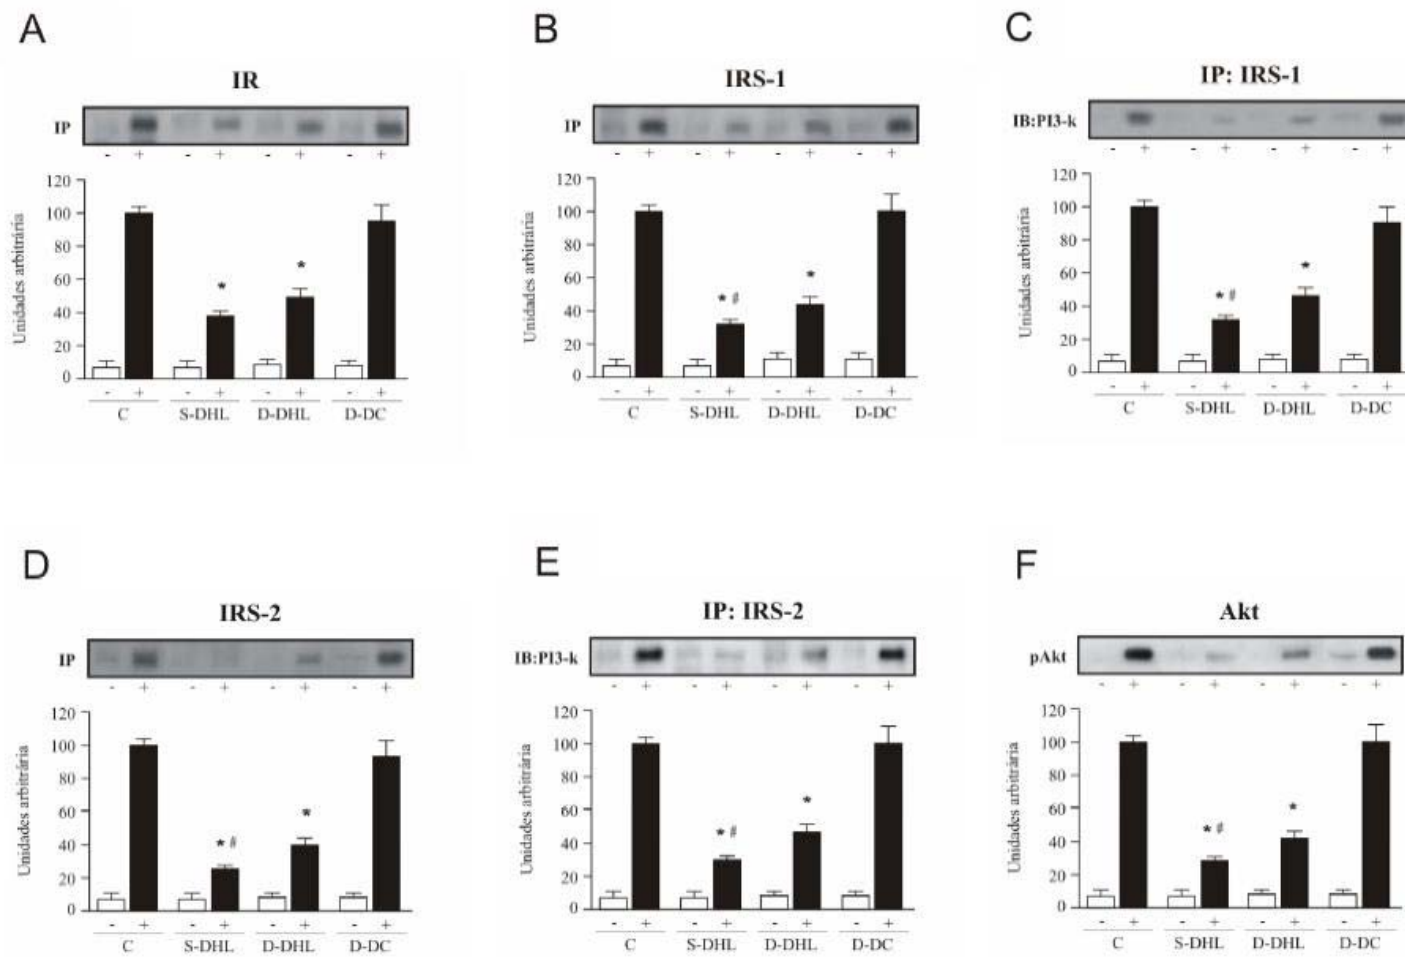 A
IR
IP
- + - + - + - +
Unidades arbitrária
120
100
80
60
40
20
0
*
*
- + - + - + - +
C S-DHL D-DHL D-DC
B
IRS-1
IP
- + - + - + - +
Unidades arbitrária
120
100
80
60
40
20
0
* #
*
- + - + - + - +
C S-DHL D-DHL D-DC
C
IP: IRS-1
IB:PI3-k
- + - + - + - +
Unidades arbitrária
120
100
80
60
40
20
0
* #
*
- + - + - + - +
C S-DHL D-DHL D-DC
D
IRS-2
IP
- + - + - + - +
Unidades arbitrária
120
100
80
60
40
20
0
* #
*
- + - + - + - +
C S-DHL D-DHL D-DC
E
IP: IRS-2
IB:PI3-k
- + - + - + - +
Unidades arbitrária
120
100
80
60
40
20
0
* #
*
- + - + - + - +
C S-DHL D-DHL D-DC
F
Akt
pAkt
- + - + - + - +
Unidades arbitrária
120
100
80
60
40
20
0
* #
*
- + - + - + - +
C S-DHL D-DHL D-DC